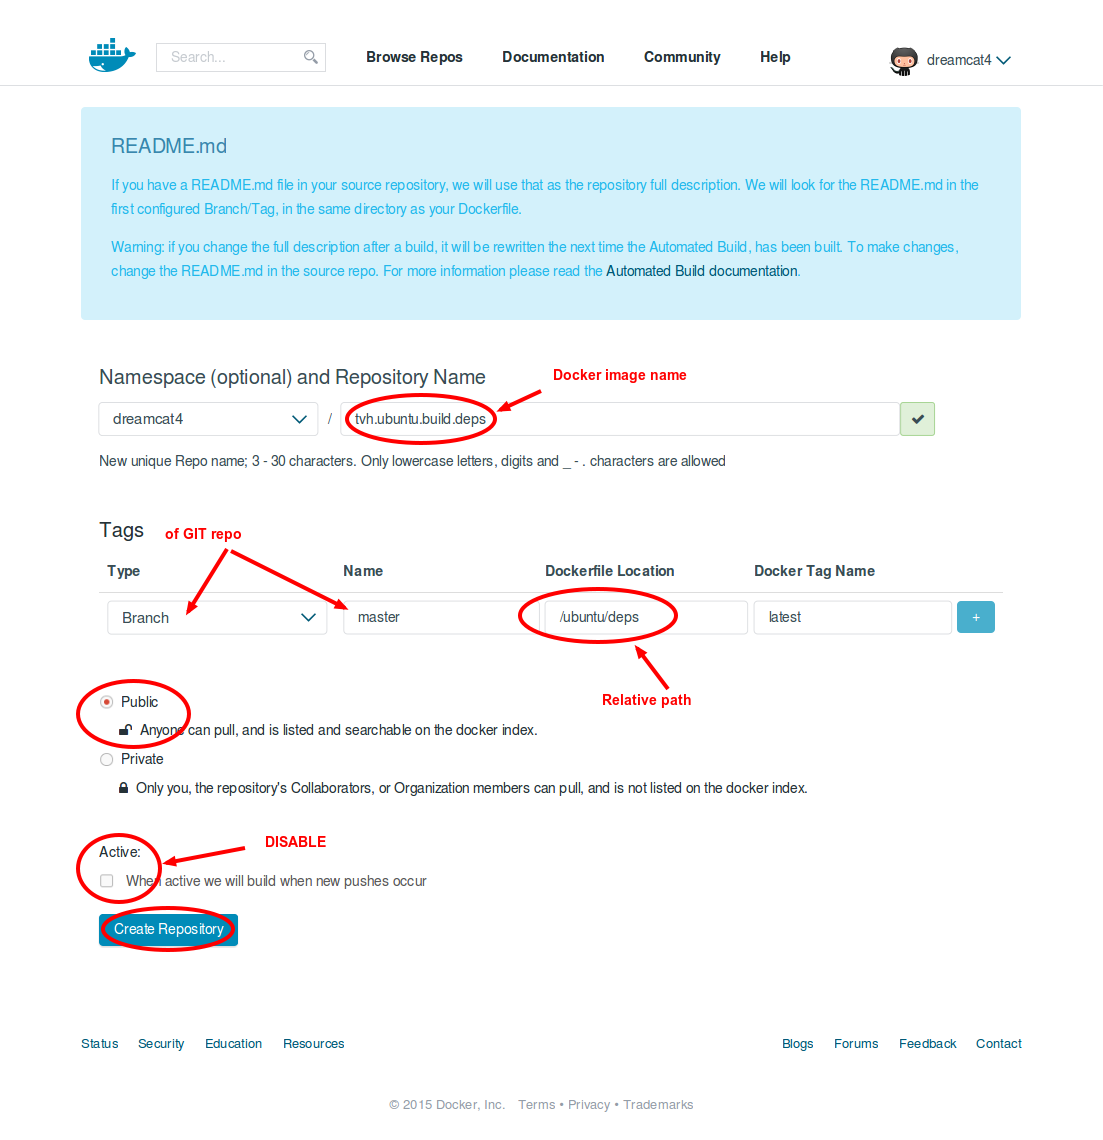 Search...
Browse Repos
Documentation
Community
Help
dreamcat4
README.md
If you have a README.md file in your source repository, we will use that as the repository full description. We will look for the README.md in the
first configured Branch/Tag, in the same directory as your Dockerfile.
Warning: if you change the full description after a build, it will be rewritten the next time the Automated Build, has been built. To make changes,
change the README.md in the source repo. For more information please read the Automated Build documentation.
Namespace (optional) and Repository Name
Docker image name
dreamcat4 / tvh.ubuntu.build.deps
New unique Repo name; 3 - 30 characters. Only lowercase letters, digits and _ - . characters are allowed
Tags
of GIT repo
Type
Name
Dockerfile Location
Docker Tag Name
Branch
master
/ubuntu/deps
latest
+
Relative path
Public
Anyone can pull, and is listed and searchable on the docker index.
Private
Only you, the repository's Collaborators, or Organization members can pull, and is not listed on the docker index.
DISABLE
Active:
When active we will build when new pushes occur
Create Repository
Status
Security
Education
Resources
Blogs
Forums
Feedback
Contact
© 2015 Docker, Inc. Terms • Privacy • Trademarks